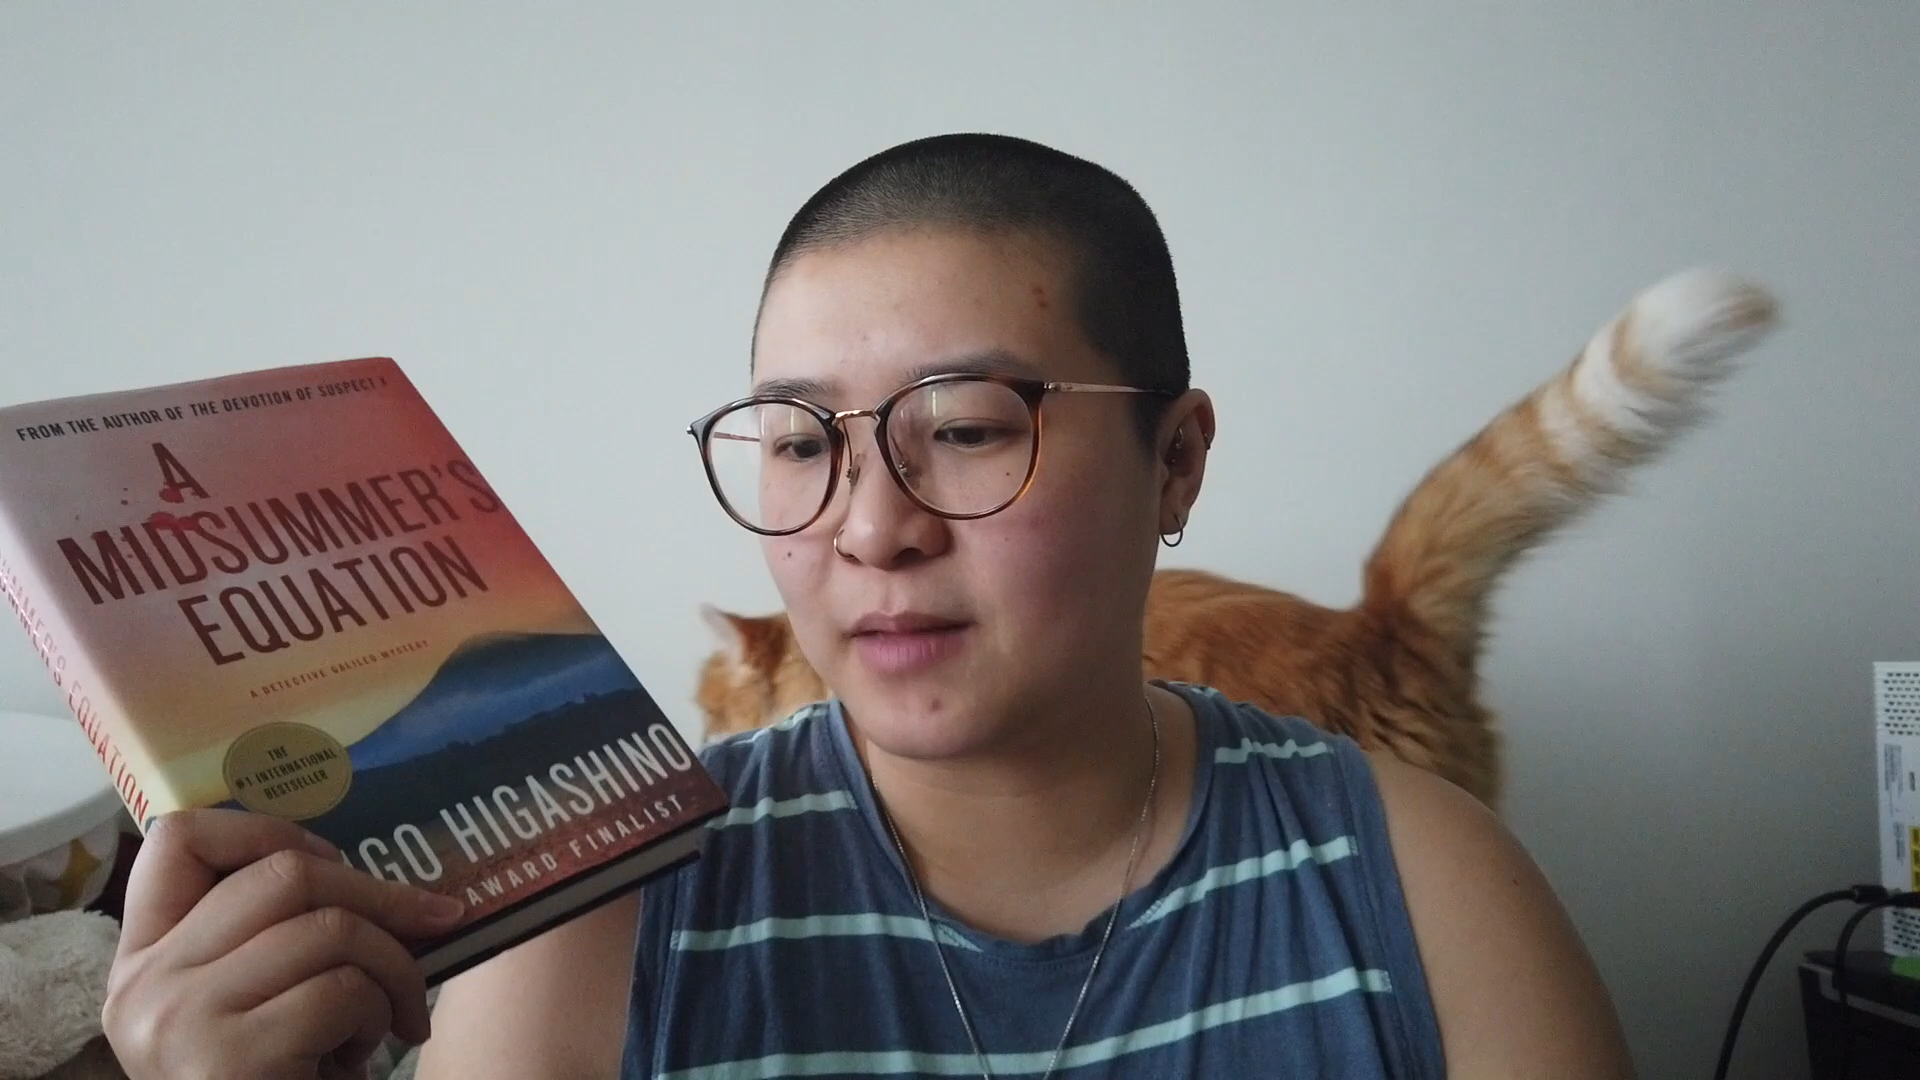 FROM THE AUTHOR OF THE DEVOTION OF SUSPECT X
A
MIDSUMMER'S
EQUATION
A DETECTIVE GALILEO MYSTERY
THE
#1 INTERNATIONAL
BESTSELLER
GO HIGASHINO
AWARD FINALIST
EQUATION